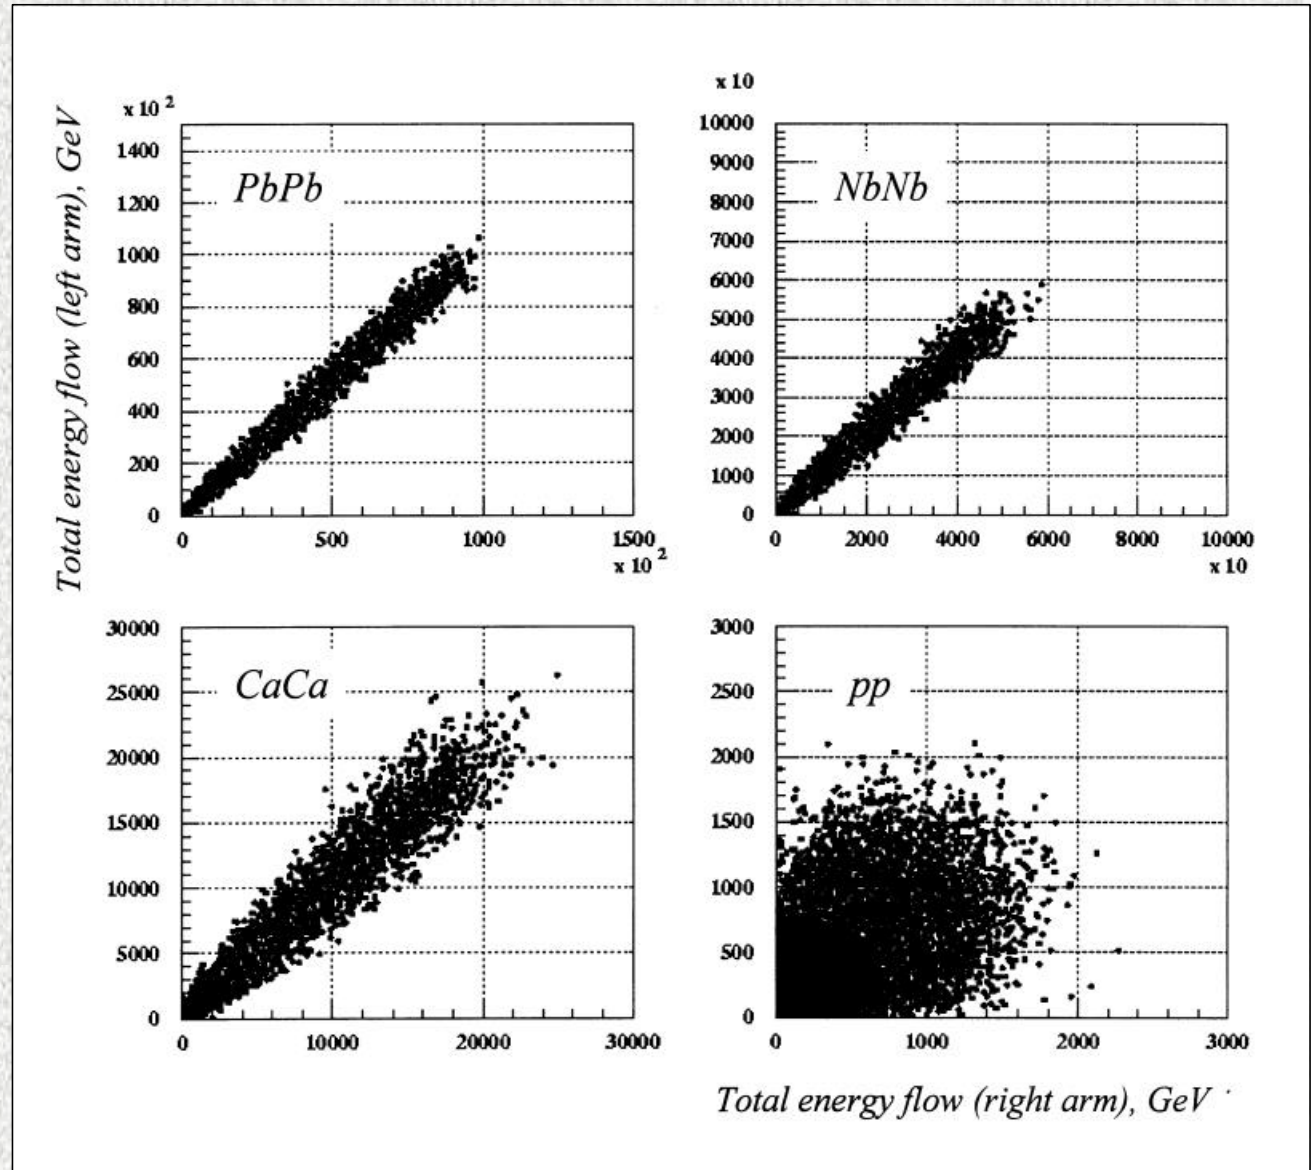 Total energy flow (left arm), GeV
x 10 2
1400
1200
1000
800
600
400
200
0
PbPb
0 500 1000 1500
x 10 2
x 10
10000
9000
8000
7000
6000
5000
4000
3000
2000
1000
0
NbNb
0 2000 4000 6000 8000 10000
x 10
30000
25000
20000
15000
10000
5000
0
CaCa
0 10000 20000 30000
3000
2500
2000
1500
1000
500
0
pp
0 1000 2000 3000
Total energy flow (right arm), GeV